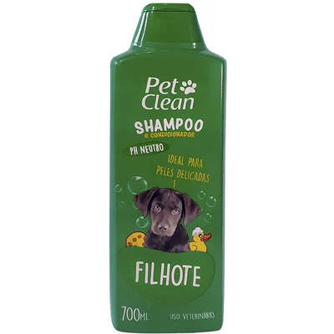 Pet
Clean
SHAMPOO
E CONDICIONADOR
PH NEUTRO
IDEAL PARA
PELES DELICADAS
FILHOTE
700ML
USO VETERINÁRIO